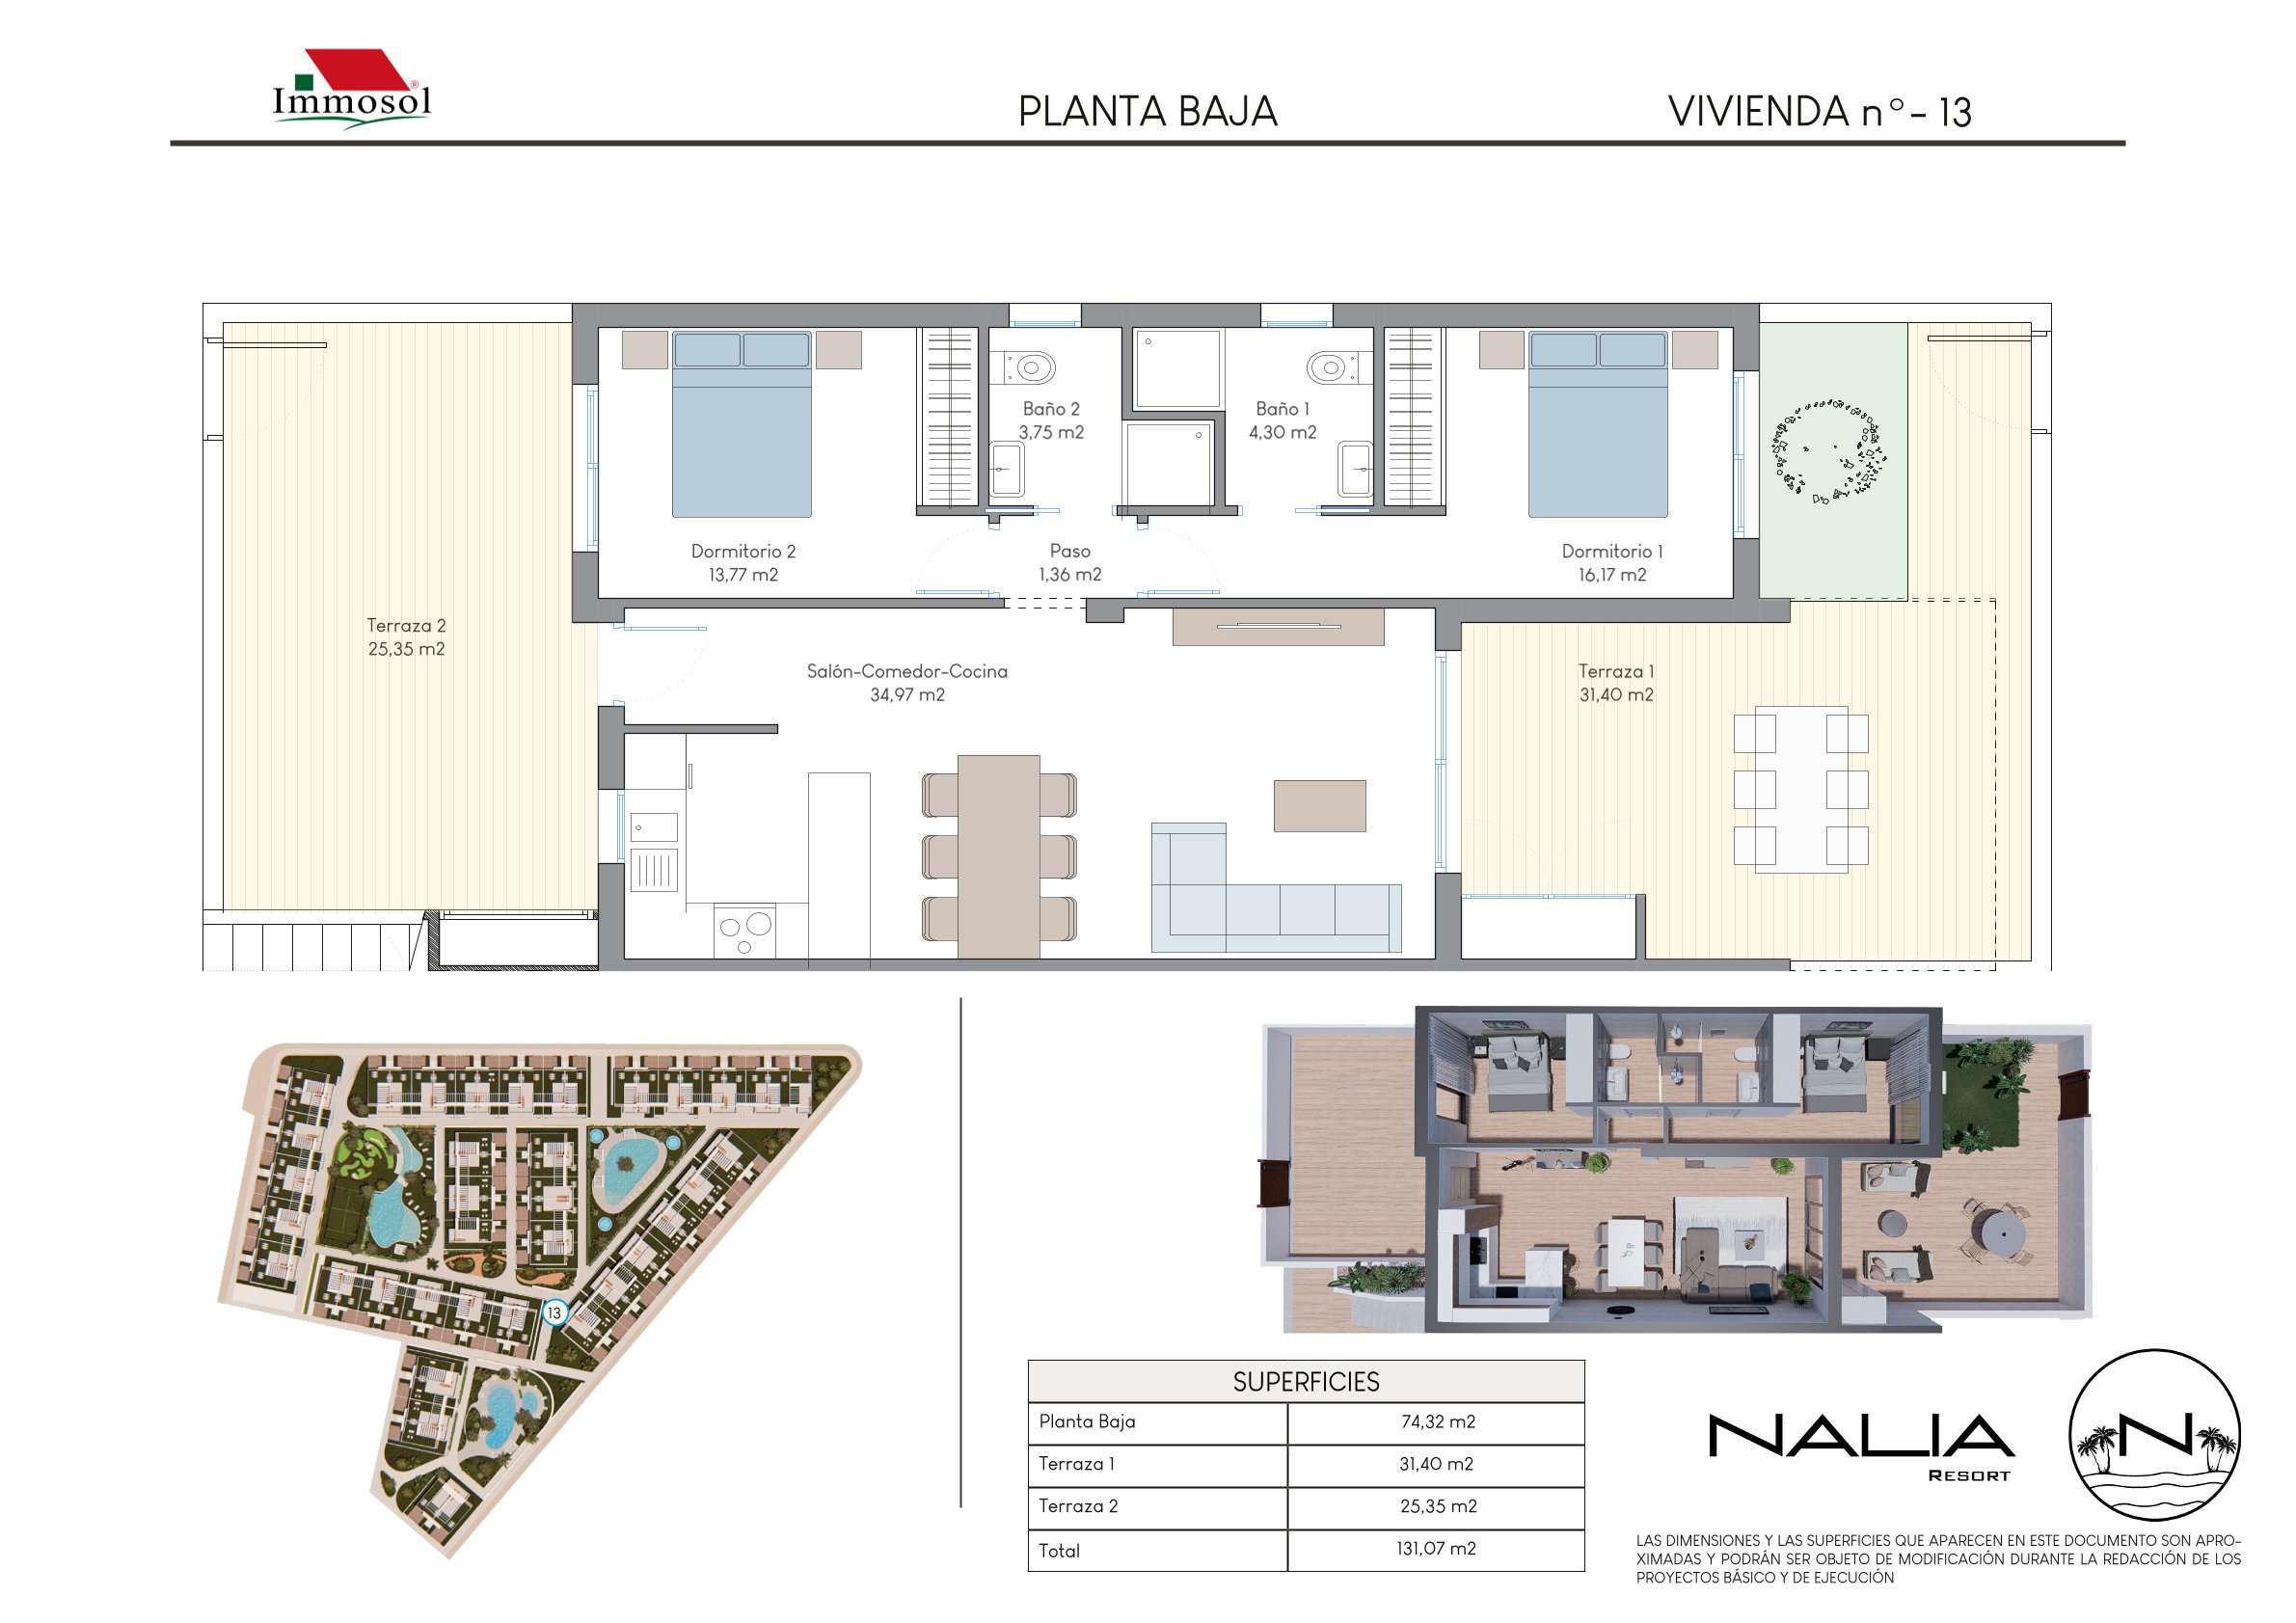 Immosol®
PLANTA BAJA
VIVIENDA nº- 13
Baño 2
3,75 m2
Baño 1
4,30 m2
Dormitorio 2
13,77 m2
Paso
1,36 m2
Dormitorio 1
16,17 m2
Terraza 2
25,35 m2
Salón-Comedor-Cocina
34,97 m2
Terraza 1
31,40 m2
13
SUPERFICIES
Planta Baja 74,32 m2
Terraza 1 31,40 m2
Terraza 2 25,35 m2
Total 131,07 m2
NALIA
RESORT
N
LAS DIMENSIONES Y LAS SUPERFICIES QUE APARECEN EN ESTE DOCUMENTO SON APRO-
XIMADAS Y PODRÁN SER OBJETO DE MODIFICACIÓN DURANTE LA REDACCIÓN DE LOS
PROYECTOS BÁSICO Y DE EJECUCIÓN